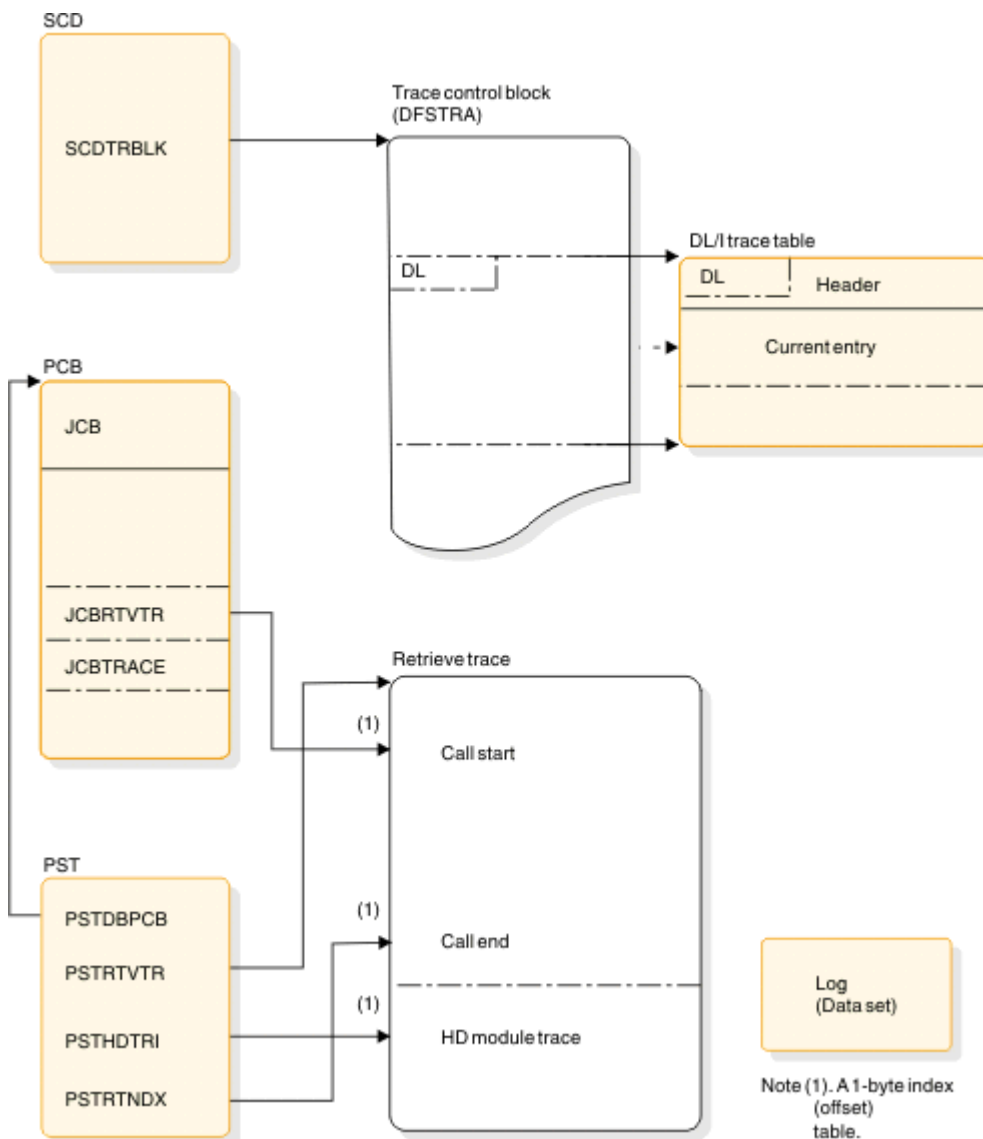 SCD
SCDTRBLK
Trace control block
(DFSTRA)
DL
DL/I trace table
DL
Header
Current entry
PCB
JCB
JCBRTVTR
JCBTRACE
Retrieve trace
(1)
Call start
PST
PSTDBPCB
PSTRTVTR
PSTHDTRI
PSTRTNDX
(1)
Call end
(1)
HD module trace
Log
(Data set)
Note (1). A 1-byte index
(offset)
table.